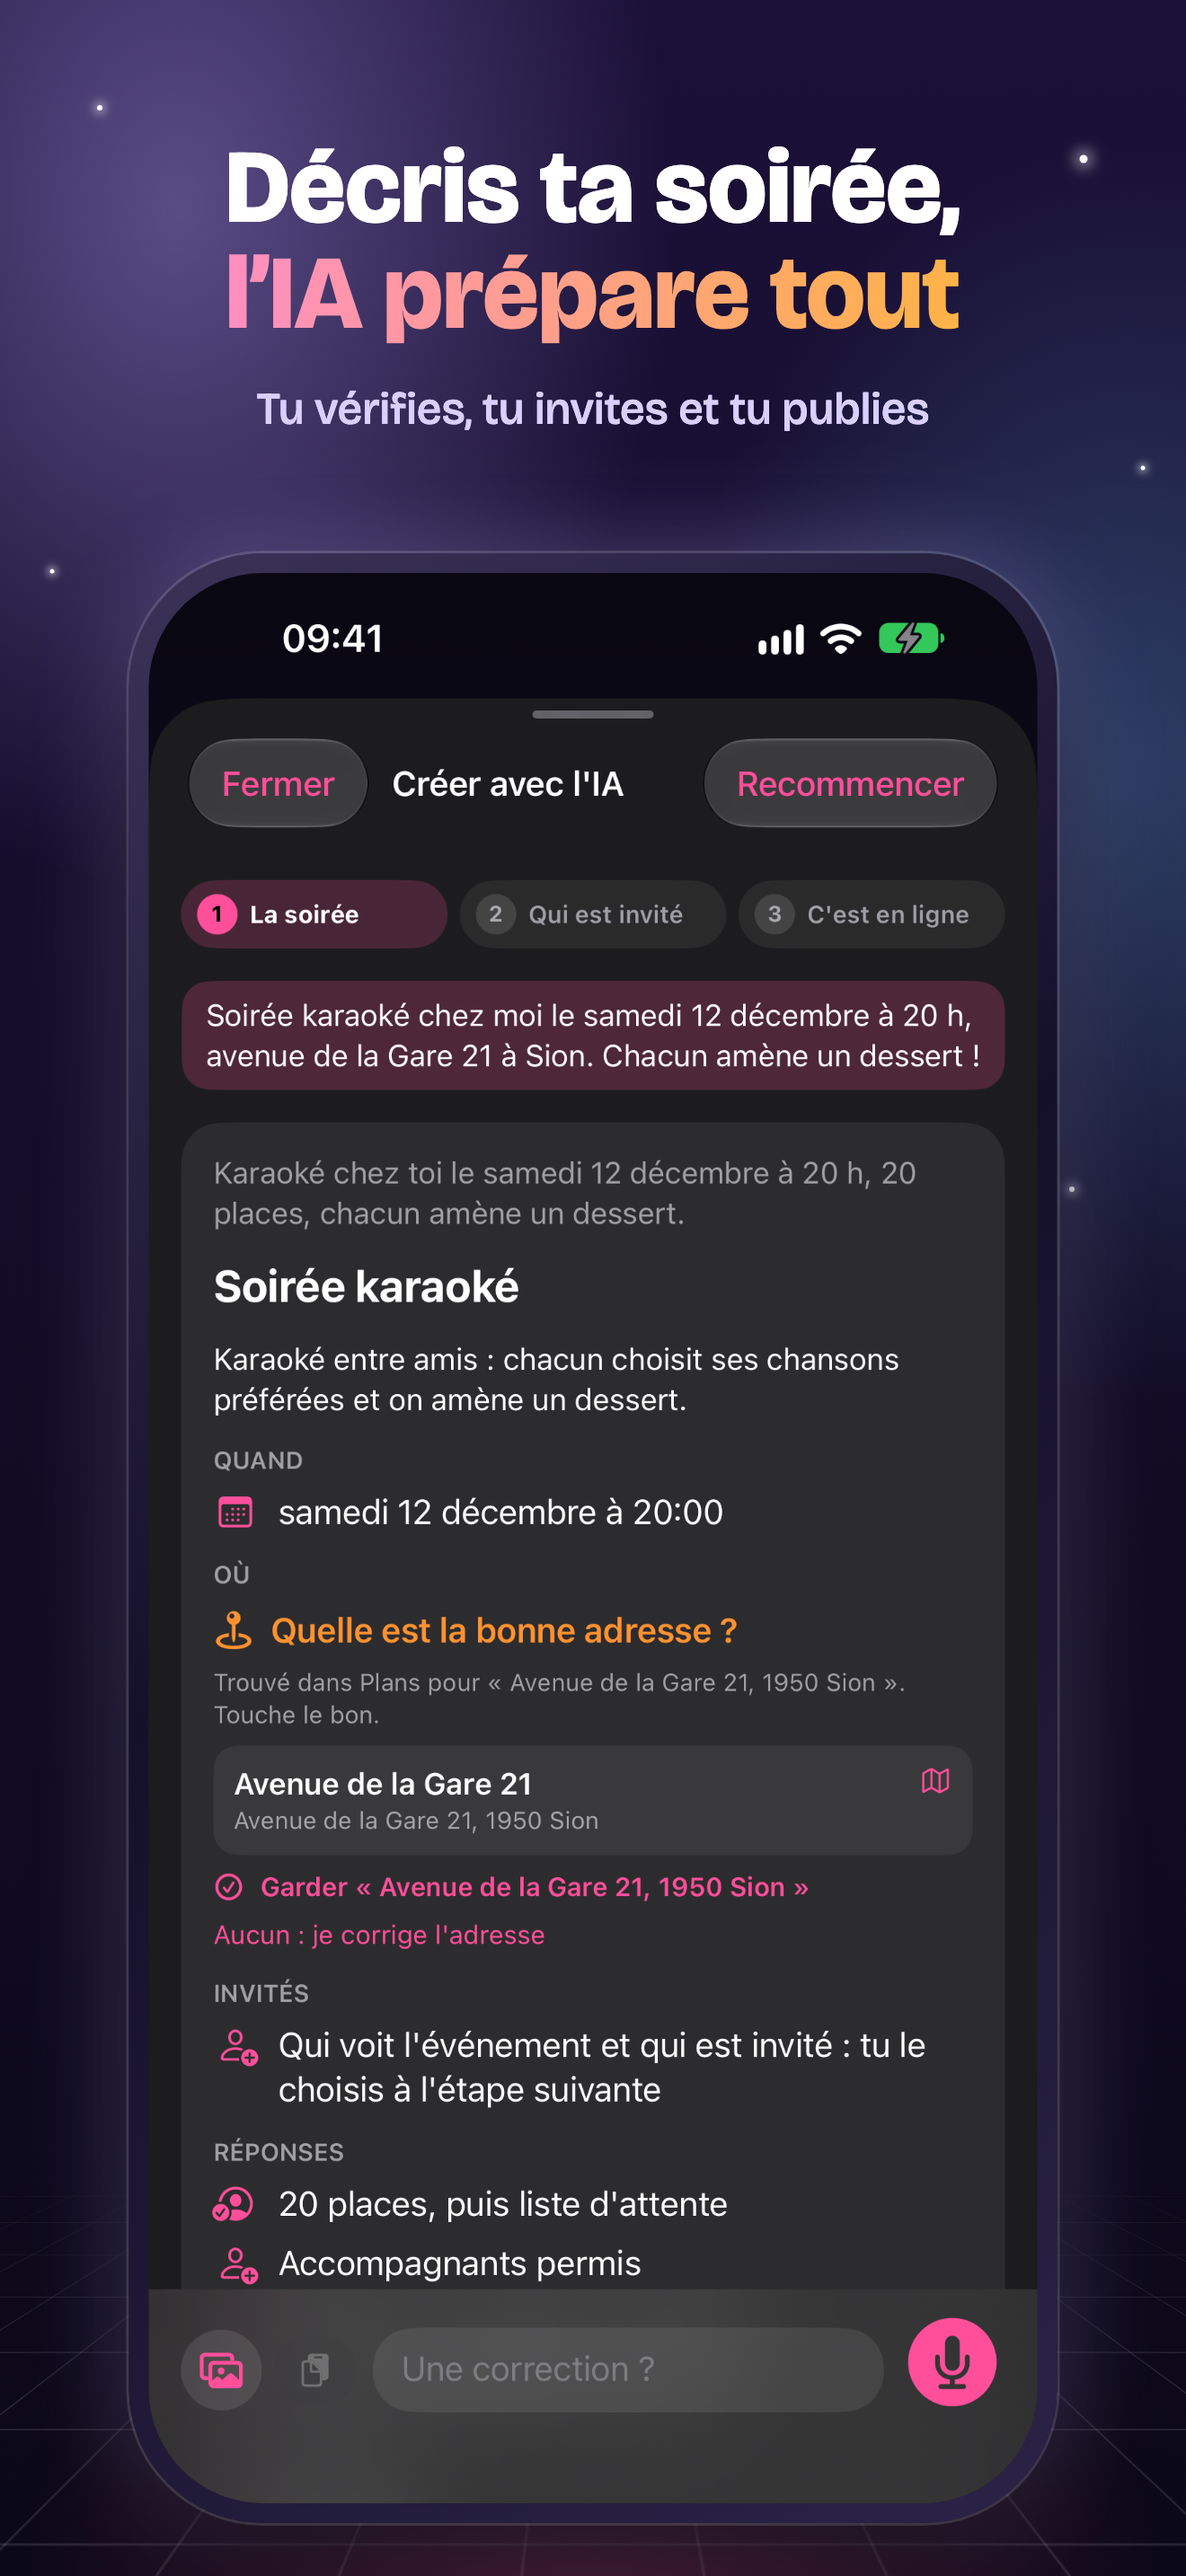 Décris ta soirée,
l'IA prépare tout
Tu vérifies, tu invites et tu publies
09:41
Fermer
Créer avec l'IA
Recommencer
1 La soirée
2 Qui est invité
3 C'est en ligne
Soirée karaoké chez moi le samedi 12 décembre à 20 h,
avenue de la Gare 21 à Sion. Chacun amène un dessert !
Karaoké chez toi le samedi 12 décembre à 20 h, 20
places, chacun amène un dessert.
Soirée karaoké
Karaoké entre amis : chacun choisit ses chansons
préférées et on amène un dessert.
QUAND
samedi 12 décembre à 20:00
OÙ
Quelle est la bonne adresse ?
Trouvé dans Plans pour « Avenue de la Gare 21, 1950 Sion ».
Touche le bon.
Avenue de la Gare 21
Avenue de la Gare 21, 1950 Sion
Garder « Avenue de la Gare 21, 1950 Sion »
Aucun : je corrige l'adresse
INVITÉS
Qui voit l'événement et qui est invité : tu le
choisis à l'étape suivante
RÉPONSES
20 places, puis liste d'attente
Accompagnants permis
Une correction ?